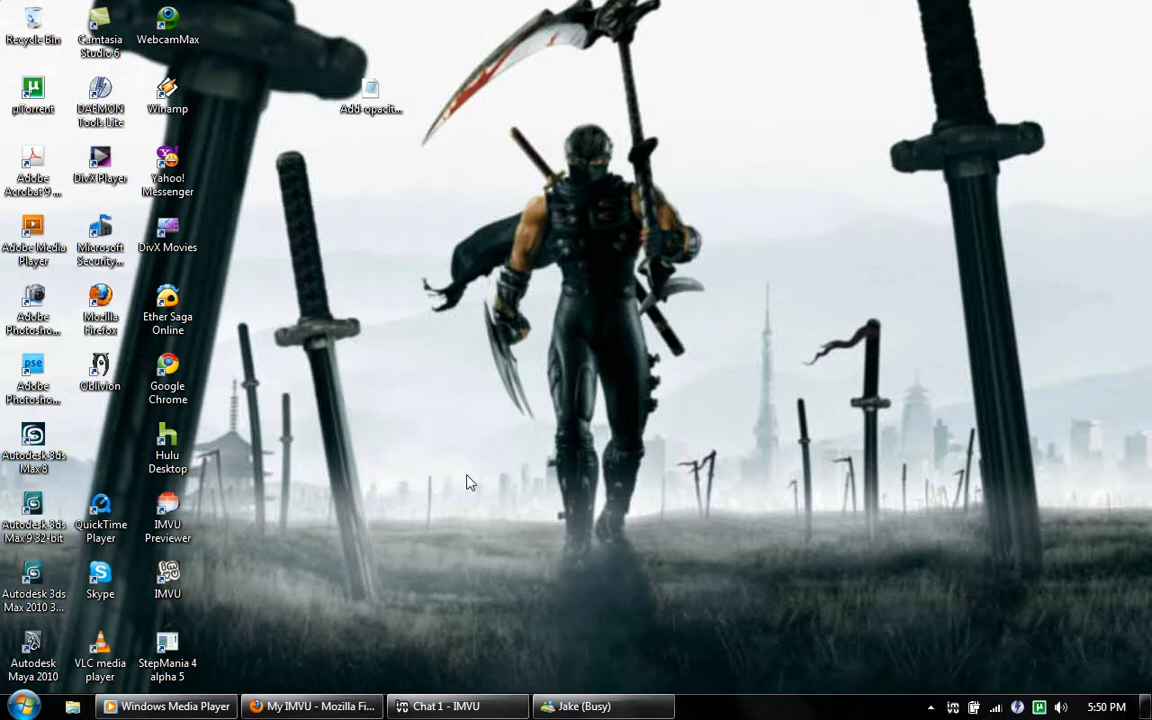 Recycle Bin
Camtasia
Studio 6
WebcamMax
µTorrent
DAEMON
Tools Lite
Winamp
Add-opacit...
Adobe
Acrobat 9 ...
DivX Player
Yahoo!
Messenger
Adobe Media
Player
Microsoft
Security...
DivX Movies
Adobe
Photosho...
Mozilla
Firefox
Ether Saga
Online
Adobe
Photosho...
Oblivion
Google
Chrome
Autodesk 3ds
Max 8
Hulu
Desktop
Autodesk 3ds
Max 9 32-bit
QuickTime
Player
IMVU
Previewer
Autodesk 3ds
Max 2010 3...
Skype
IMVU
Autodesk
Maya 2010
VLC media
player
StepMania 4
alpha 5
Windows Media Player
My IMVU - Mozilla Fi...
Chat 1 - IMVU
Jake (Busy)
5:50 PM